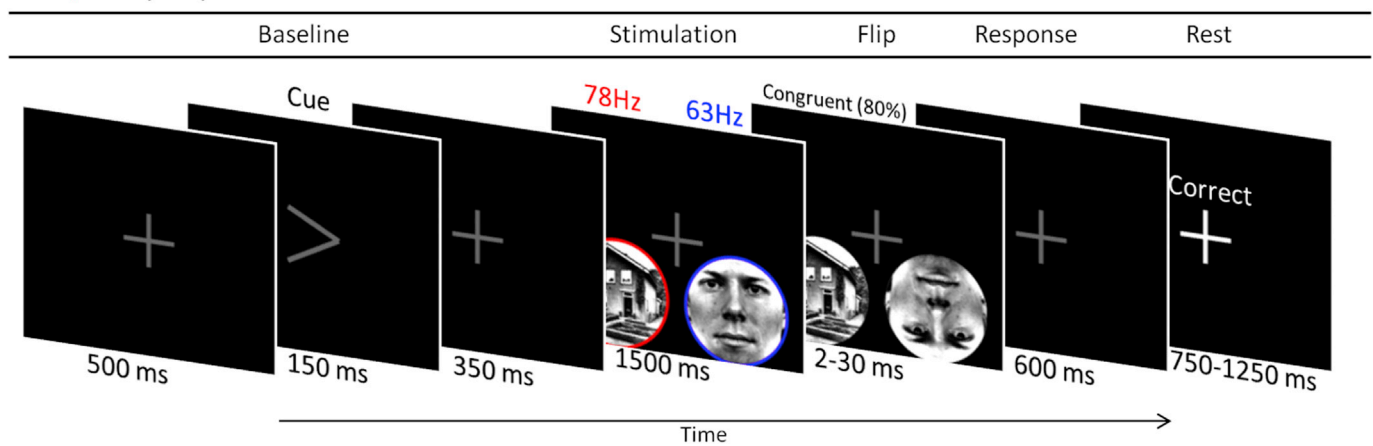 Baseline Stimulation Flip Response Rest
Cue
78Hz
63Hz
Congruent (80%)
Correct
500 ms
150 ms
350 ms
1500 ms
2-30 ms
600 ms
750-1250 ms
Time